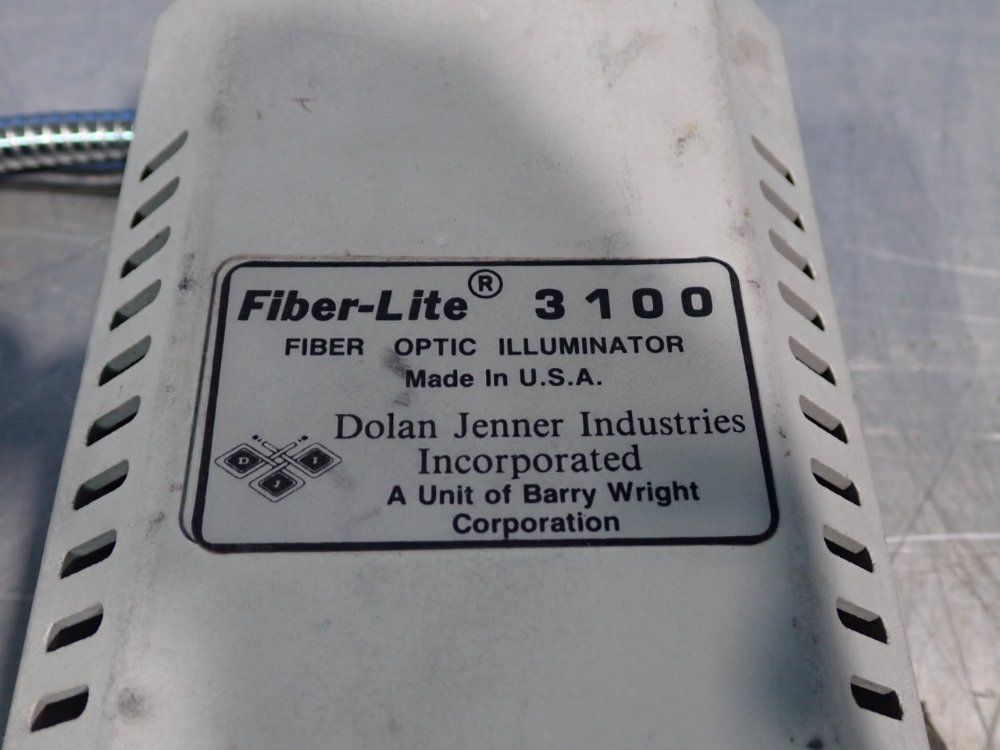 Fiber-Lite® 3100
FIBER OPTIC ILLUMINATOR
Made In U.S.A.
Dolan Jenner Industries
Incorporated
D J I
A Unit of Barry Wright
Corporation